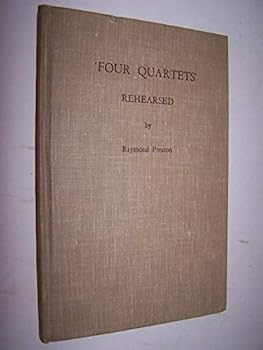 'FOUR QUARTETS'
REHEARSED
by
Raymond Preston